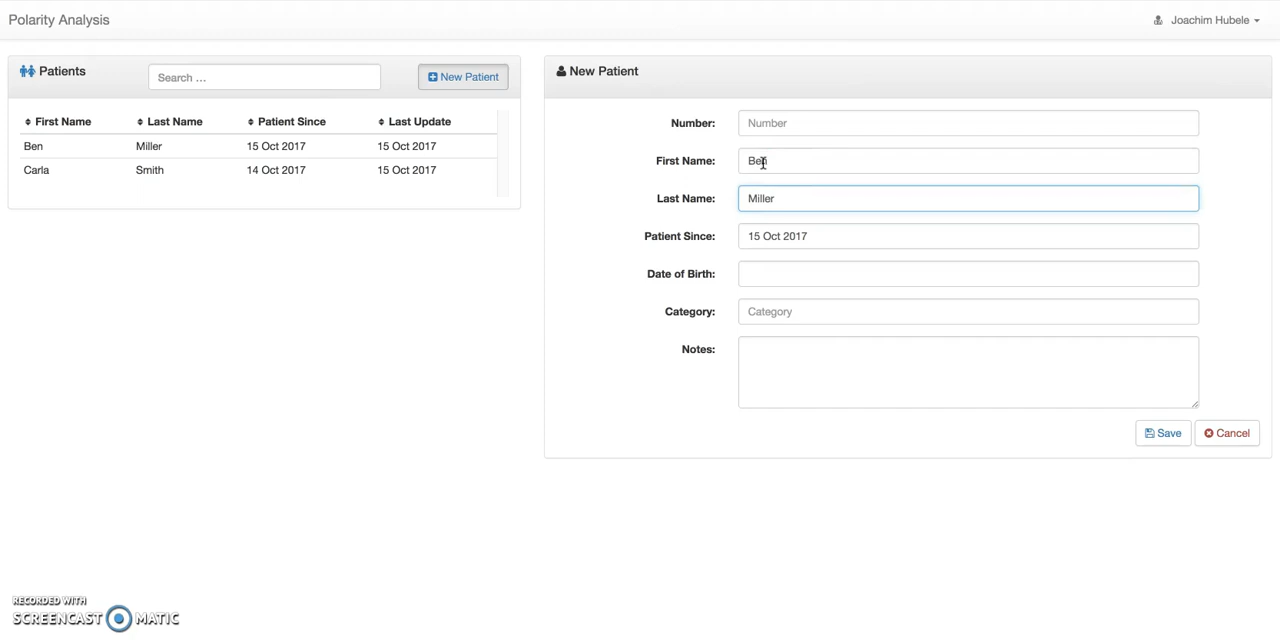 Polarity Analysis
Joachim Hubele
Patients
Search ...
New Patient
First Name Last Name Patient Since Last Update
Ben Miller 15 Oct 2017 15 Oct 2017
Carla Smith 14 Oct 2017 15 Oct 2017
New Patient
Number: Number
First Name: Ben
Last Name: Miller
Patient Since: 15 Oct 2017
Date of Birth:
Category: Category
Notes:
Save Cancel
RECORDED WITH
SCREENCAST MATIC